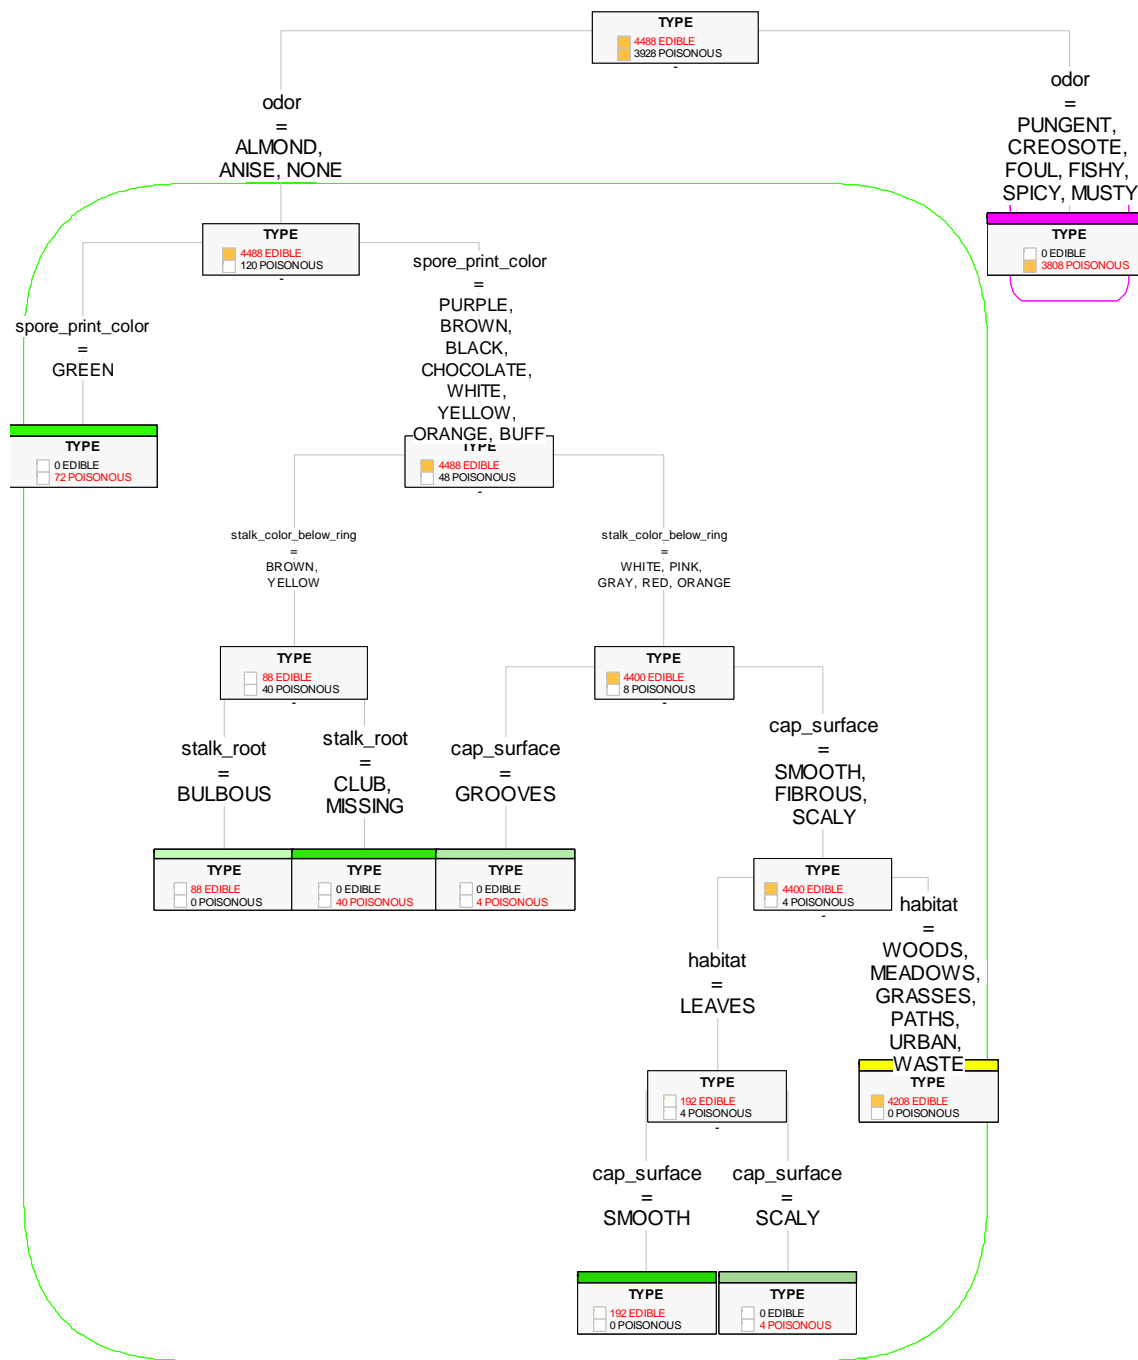 TYPE
4488 EDIBLE
3928 POISONOUS
-
odor
=
ALMOND,
ANISE, NONE
odor
=
PUNGENT,
CREOSOTE,
FOUL, FISHY,
SPICY, MUSTY
TYPE
4488 EDIBLE
120 POISONOUS
-
TYPE
0 EDIBLE
3808 POISONOUS
spore_print_color
=
GREEN
spore_print_color
=
PURPLE,
BROWN,
BLACK,
CHOCOLATE,
WHITE,
YELLOW,
ORANGE, BUFF
TYPE
0 EDIBLE
72 POISONOUS
TYPE
4488 EDIBLE
48 POISONOUS
-
stalk_color_below_ring
=
BROWN,
YELLOW
stalk_color_below_ring
=
WHITE, PINK,
GRAY, RED, ORANGE
TYPE
88 EDIBLE
40 POISONOUS
-
TYPE
4400 EDIBLE
8 POISONOUS
-
stalk_root
=
BULBOUS
stalk_root
=
CLUB,
MISSING
cap_surface
=
GROOVES
cap_surface
=
SMOOTH,
FIBROUS,
SCALY
TYPE
88 EDIBLE
0 POISONOUS
TYPE
0 EDIBLE
40 POISONOUS
TYPE
0 EDIBLE
4 POISONOUS
TYPE
4400 EDIBLE
4 POISONOUS
-
habitat
=
LEAVES
habitat
=
WOODS,
MEADOWS,
GRASSES,
PATHS,
URBAN,
WASTE
TYPE
192 EDIBLE
4 POISONOUS
-
TYPE
4208 EDIBLE
0 POISONOUS
cap_surface
=
SMOOTH
cap_surface
=
SCALY
TYPE
192 EDIBLE
0 POISONOUS
TYPE
0 EDIBLE
4 POISONOUS